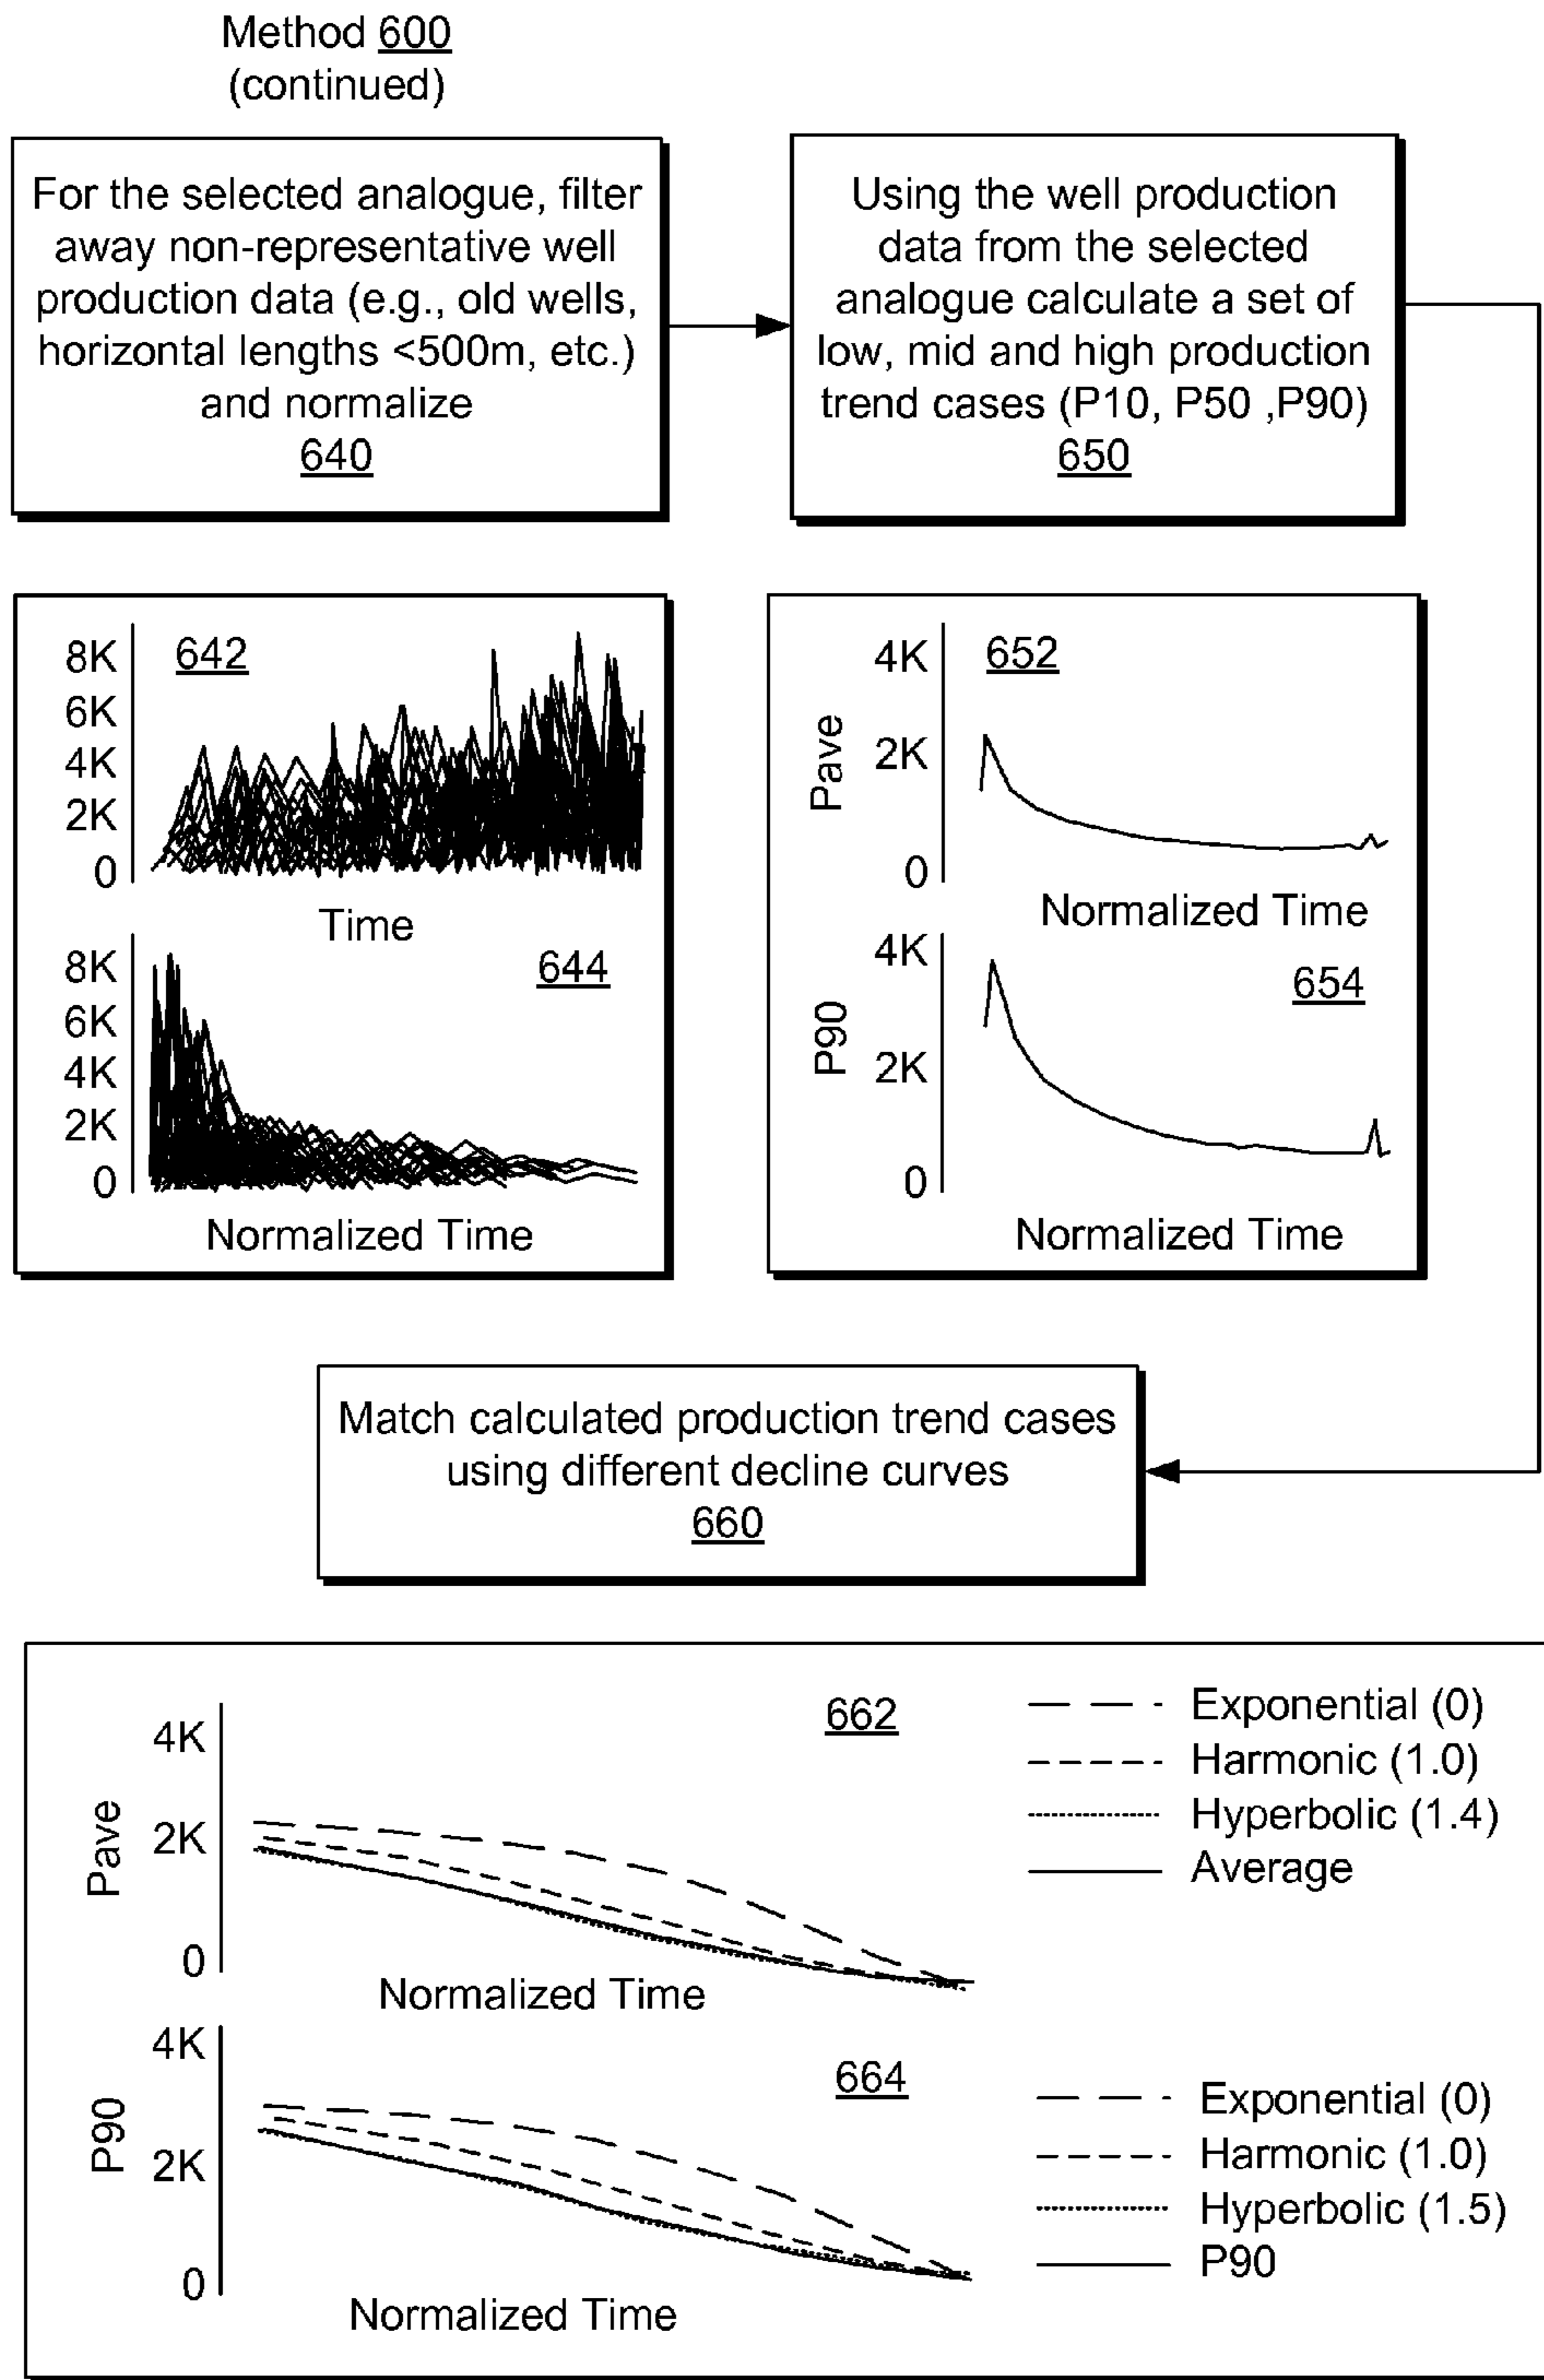 Method 600
(continued)
For the selected analogue, filter
away non-representative well
production data (e.g., old wells,
horizontal lengths <500m, etc.)
and normalize
640
Using the well production
data from the selected
analogue calculate a set of
low, mid and high production
trend cases (P10, P50 ,P90)
650
642
8K
6K
4K
2K
0
Time
644
8K
6K
4K
2K
0
Normalized Time
652
Pave
4K
2K
0
Normalized Time
654
P90
4K
2K
0
Normalized Time
Match calculated production trend cases
using different decline curves
660
662
Pave
4K
2K
0
Normalized Time
Exponential (0)
Harmonic (1.0)
Hyperbolic (1.4)
Average
664
P90
4K
2K
0
Normalized Time
Exponential (0)
Harmonic (1.0)
Hyperbolic (1.5)
P90